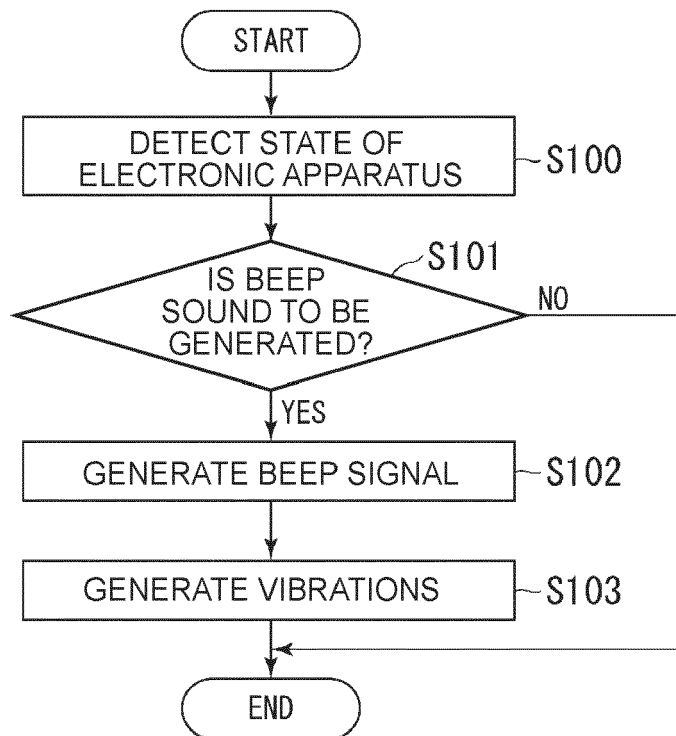 START
DETECT STATE OF
ELECTRONIC APPARATUS
S100
S101
IS BEEP
SOUND TO BE
GENERATED?
NO
YES
GENERATE BEEP SIGNAL
S102
GENERATE VIBRATIONS
S103
END